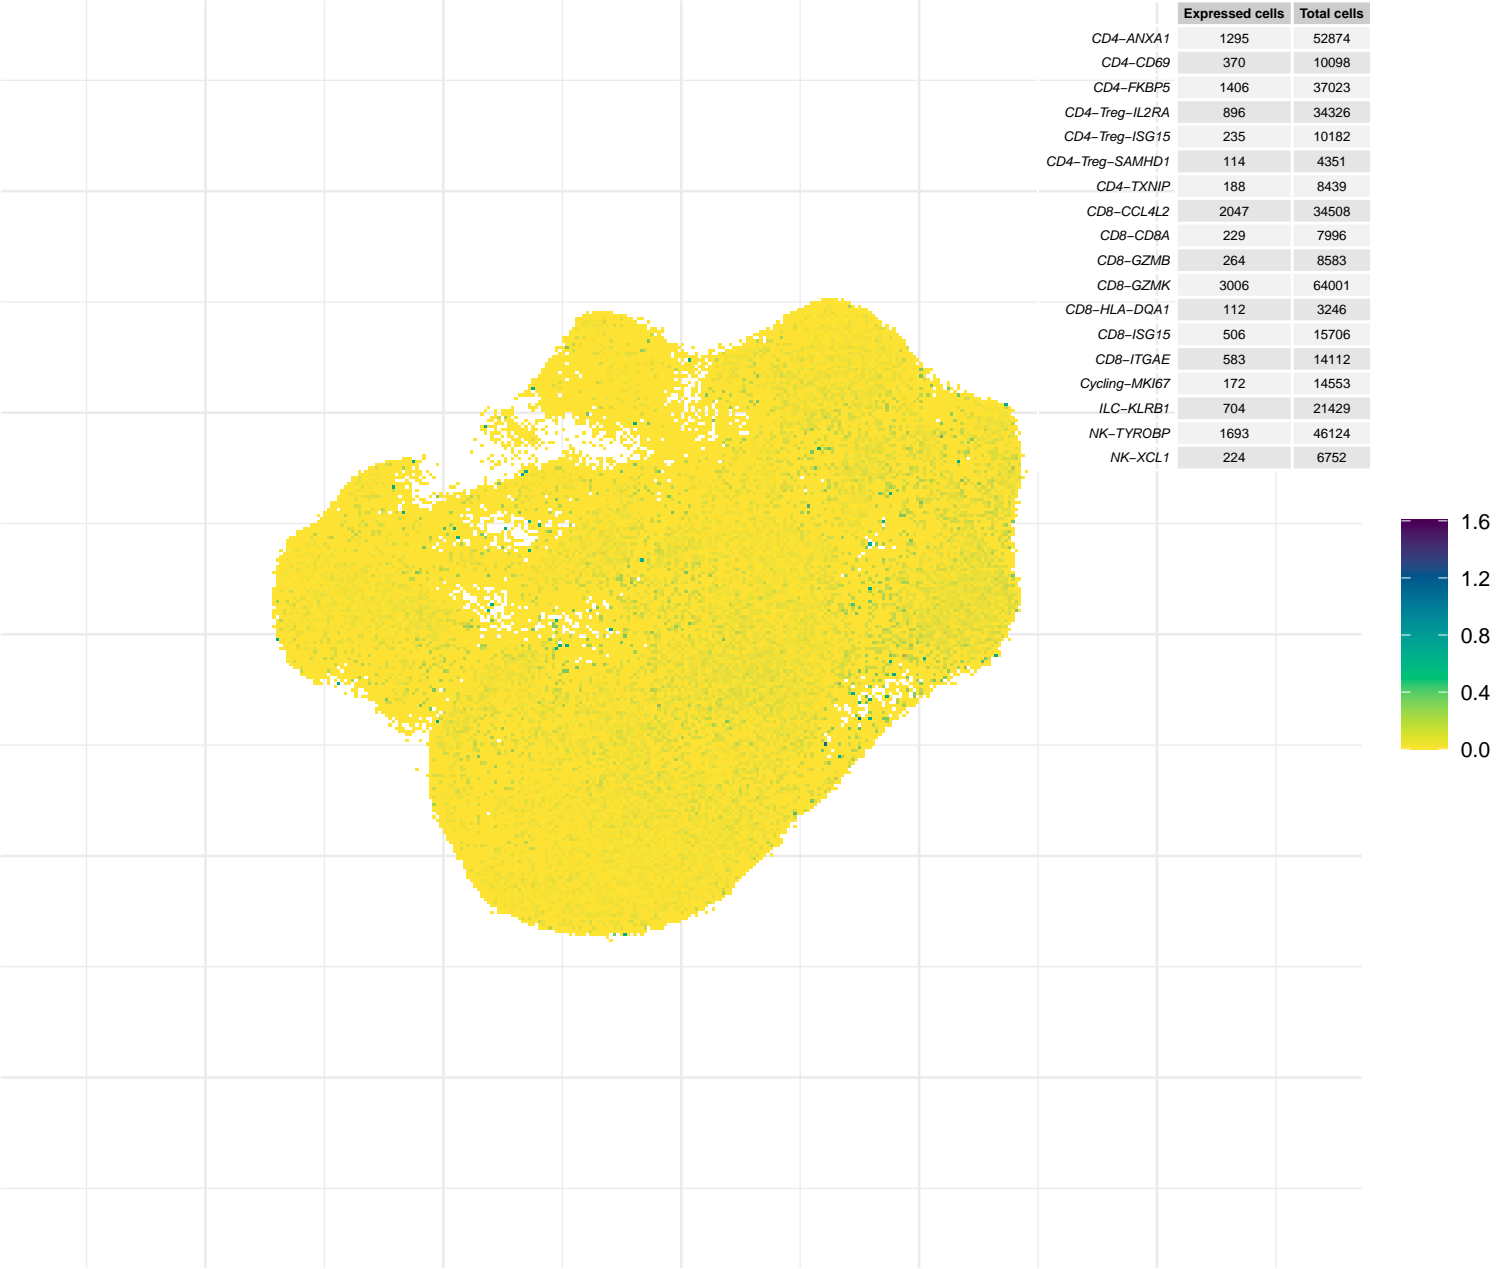 Expressed cells Total cells
CD4−ANXA1 1295 52874
CD4−CD69 370 10098
CD4−FKBP5 1406 37023
CD4−Treg−IL2RA 896 34326
CD4−Treg−ISG15 235 10182
CD4−Treg−SAMHD1 114 4351
CD4−TXNIP 188 8439
CD8−CCL4L2 2047 34508
CD8−CD8A 229 7996
CD8−GZMB 264 8583
CD8−GZMK 3006 64001
CD8−HLA−DQA1 112 3246
CD8−ISG15 506 15706
CD8−ITGAE 583 14112
Cycling−MKI67 172 14553
ILC−KLRB1 704 21429
NK−TYROBP 1693 46124
NK−XCL1 224 6752
1.6
1.2
0.8
0.4
0.0